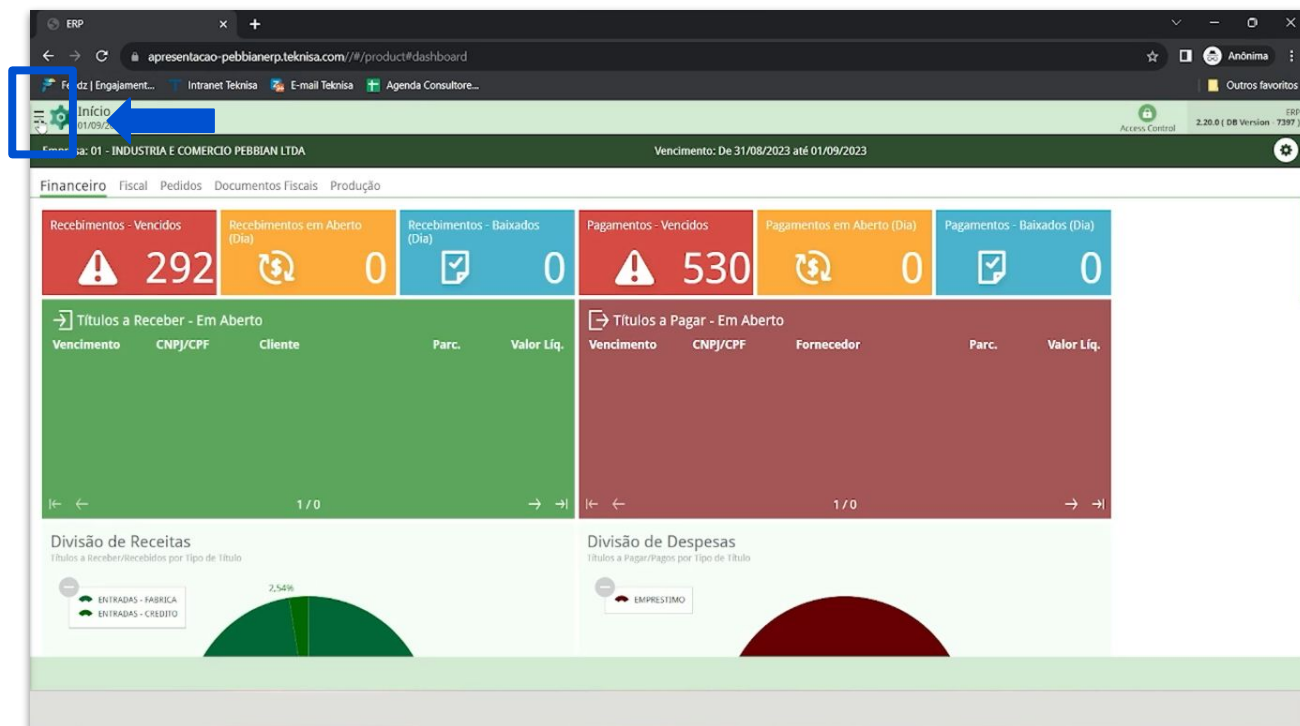 ERP
apresentacao-pebbianerp.teknisa.com//#/product#dashboard
Anônima
Engajament...
Intranet Teknisa
E-mail Teknisa
Agenda Consultore...
Outros favoritos
Início
01/09/
Access Control
ERP
2.20.0 ( DB Version - 7397 )
01 - INDUSTRIA E COMERCIO PEBBIAN LTDA
Vencimento: De 31/08/2023 até 01/09/2023
Financeiro Fiscal Pedidos Documentos Fiscais Produção
Recebimentos - Vencidos
292
Recebimentos em Aberto
(Dia)
0
Recebimentos - Baixados
(Dia)
0
Pagamentos - Vencidos
530
Pagamentos em Aberto (Dia)
0
Pagamentos - Baixados (Dia)
0
Títulos a Receber - Em Aberto
Vencimento CNPJ/CPF Cliente Parc. Valor Líq.
1 / 0
Títulos a Pagar - Em Aberto
Vencimento CNPJ/CPF Fornecedor Parc. Valor Líq.
1 / 0
Divisão de Receitas
Títulos a Receber/Recebidos por Tipo de Título
ENTRADAS - FABRICA
ENTRADAS - CREDITO
2,54%
Divisão de Despesas
Títulos a Pagar/Pagos por Tipo de Título
EMPRESTIMO